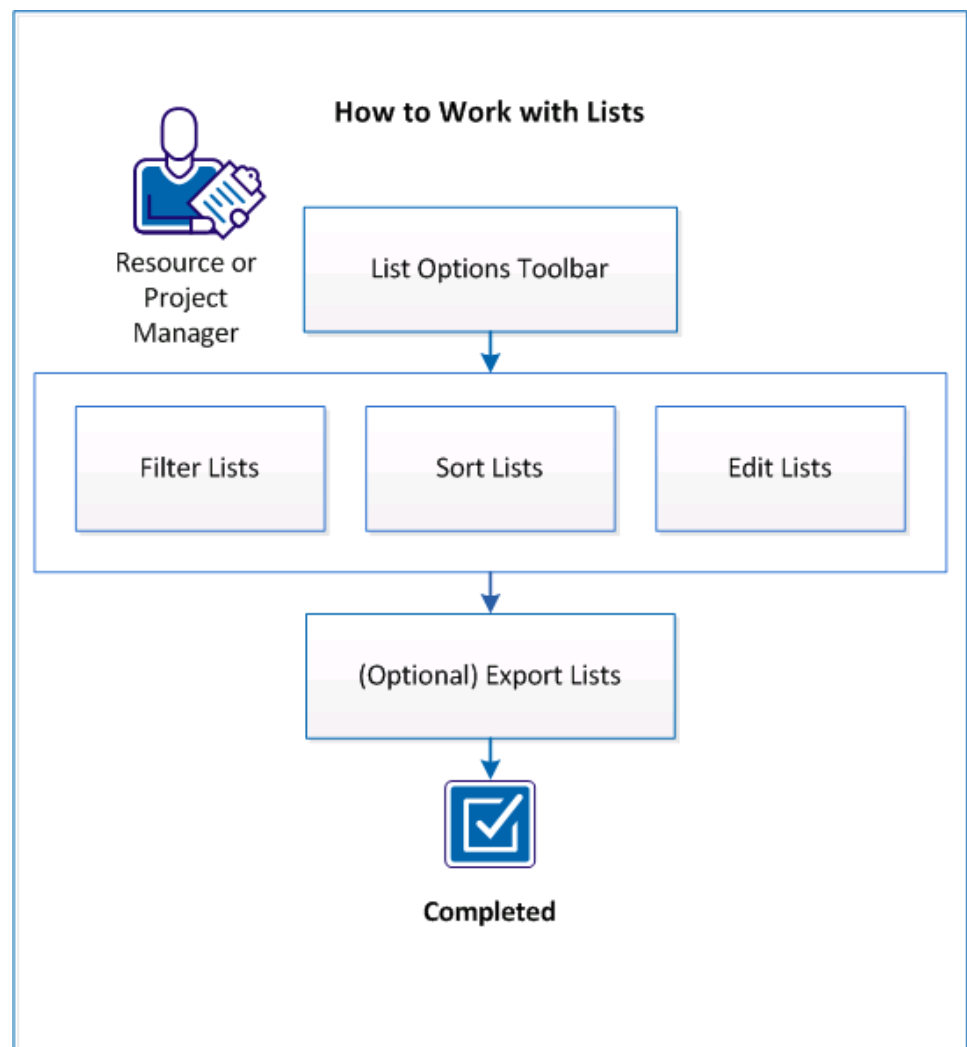 How to Work with Lists
Resource or
Project
Manager
List Options Toolbar
Filter Lists
Sort Lists
Edit Lists
(Optional) Export Lists
Completed